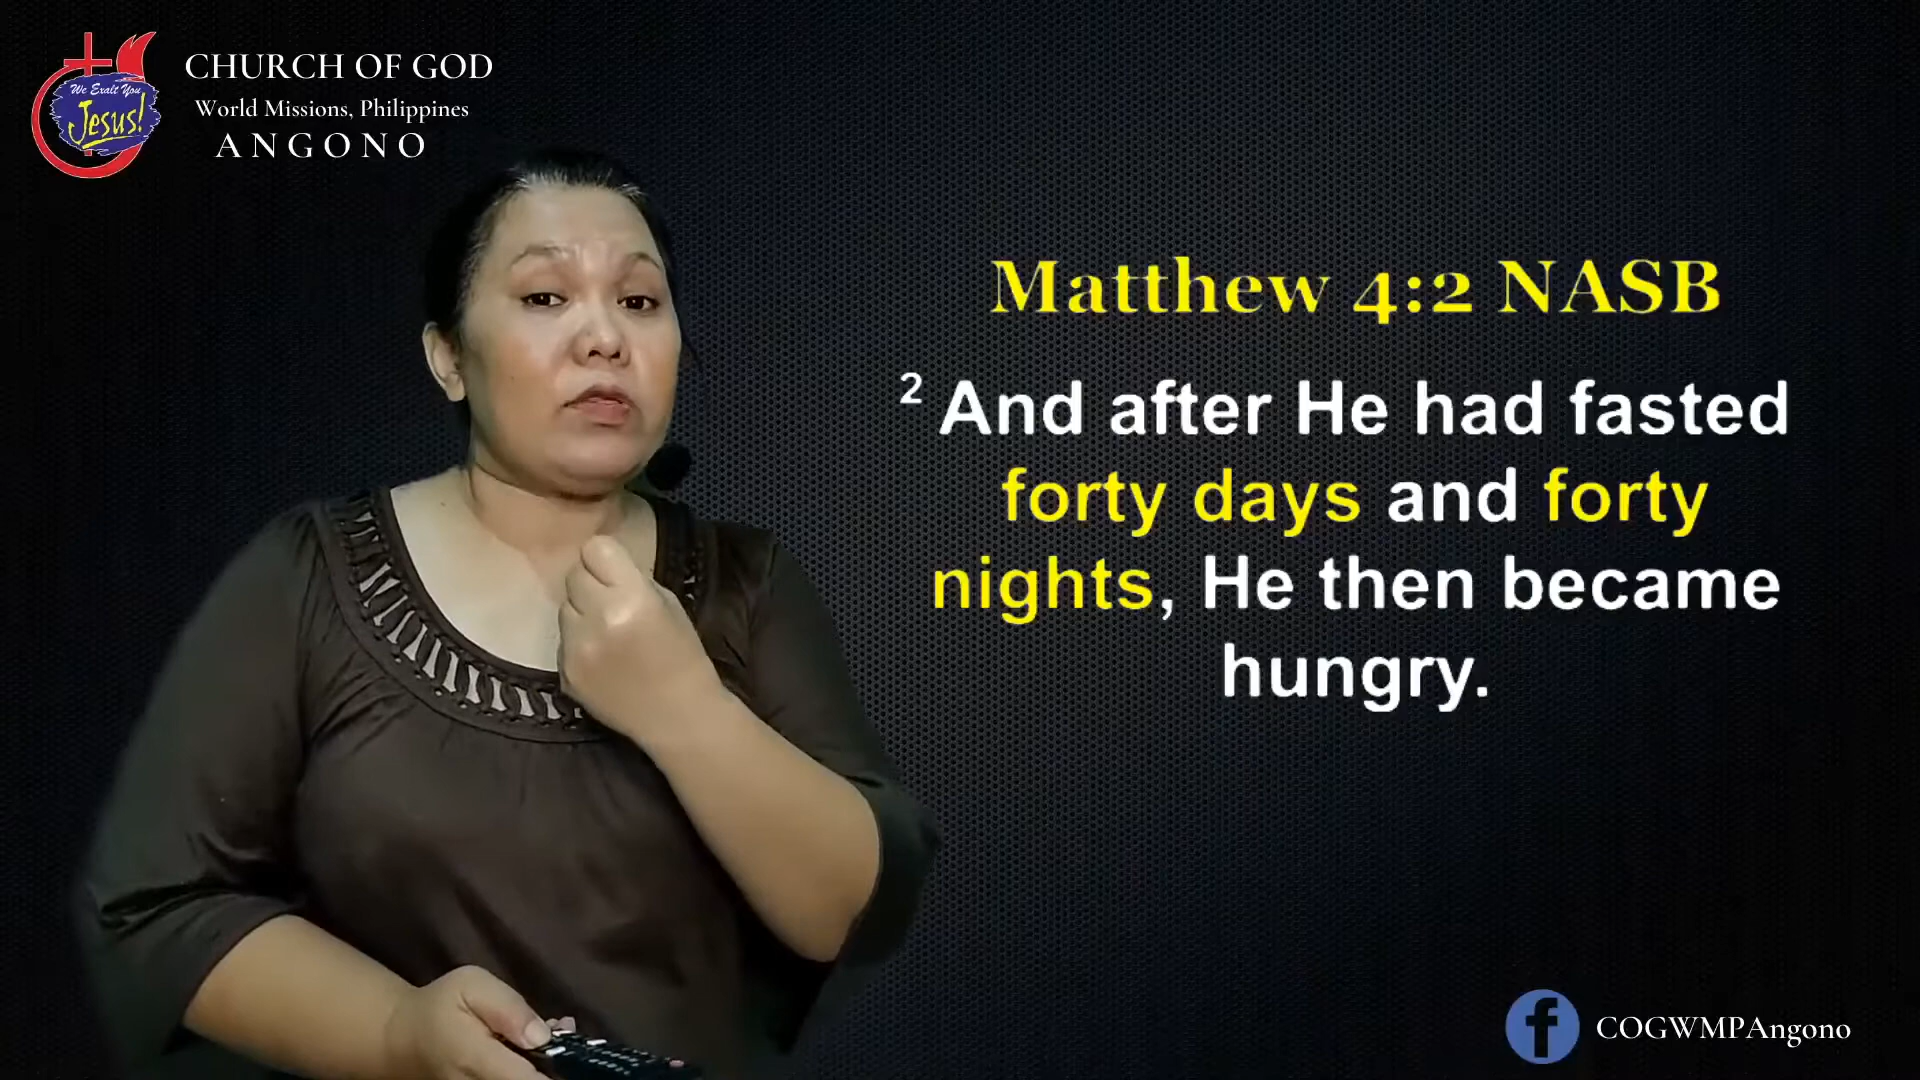 We Exalt You
Jesus!
CHURCH OF GOD
World Missions, Philippines
ANGONO
Matthew 4:2 NASB
2 And after He had fasted
forty days and forty
nights, He then became
hungry.
f COGWMPAngono